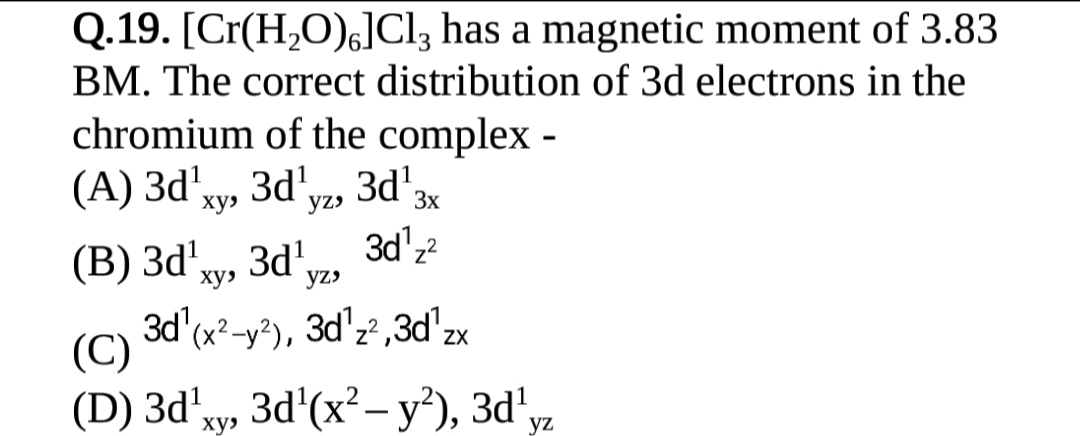 Q.19. [Cr(H₂O)₆]Cl₃ has a magnetic moment of 3.83
BM. The correct distribution of 3d electrons in the
chromium of the complex -
(A) 3d¹xy, 3d¹yz, 3d¹3x
(B) 3d¹xy, 3d¹yz, 3d¹z²
(C) 3d¹(x²–y²), 3d¹z²,3d¹zx
(D) 3d¹xy, 3d¹(x² – y²), 3d¹yz